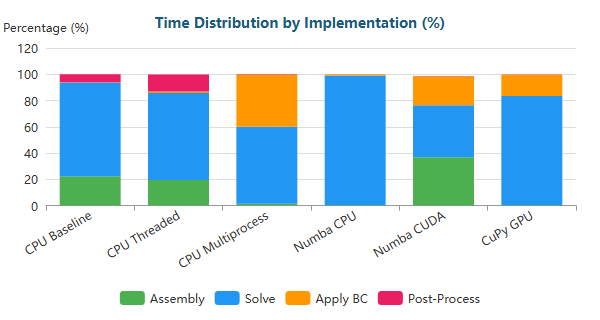 Time Distribution by Implementation (%)
Percentage (%)
120
100
80
60
40
20
0
CPU Baseline
CPU Threaded
CPU Multiprocess
Numba CPU
Numba CUDA
CuPy GPU
Assembly Solve Apply BC Post-Process